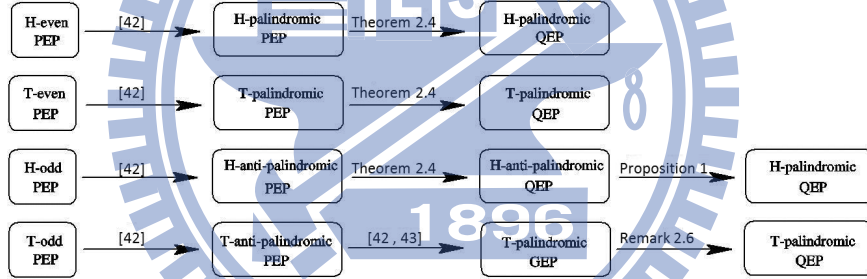 H-even PEP [42] H-palindromic PEP Theorem 2.4 H-palindromic QEP
T-even PEP [42] T-palindromic PEP Theorem 2.4 T-palindromic QEP
H-odd PEP [42] H-anti-palindromic PEP Theorem 2.4 H-anti-palindromic QEP Proposition 1 H-palindromic QEP
1896
T-odd PEP [42] T-anti-palindromic PEP [42 , 43] T-palindromic GEP Remark 2.6 T-palindromic QEP